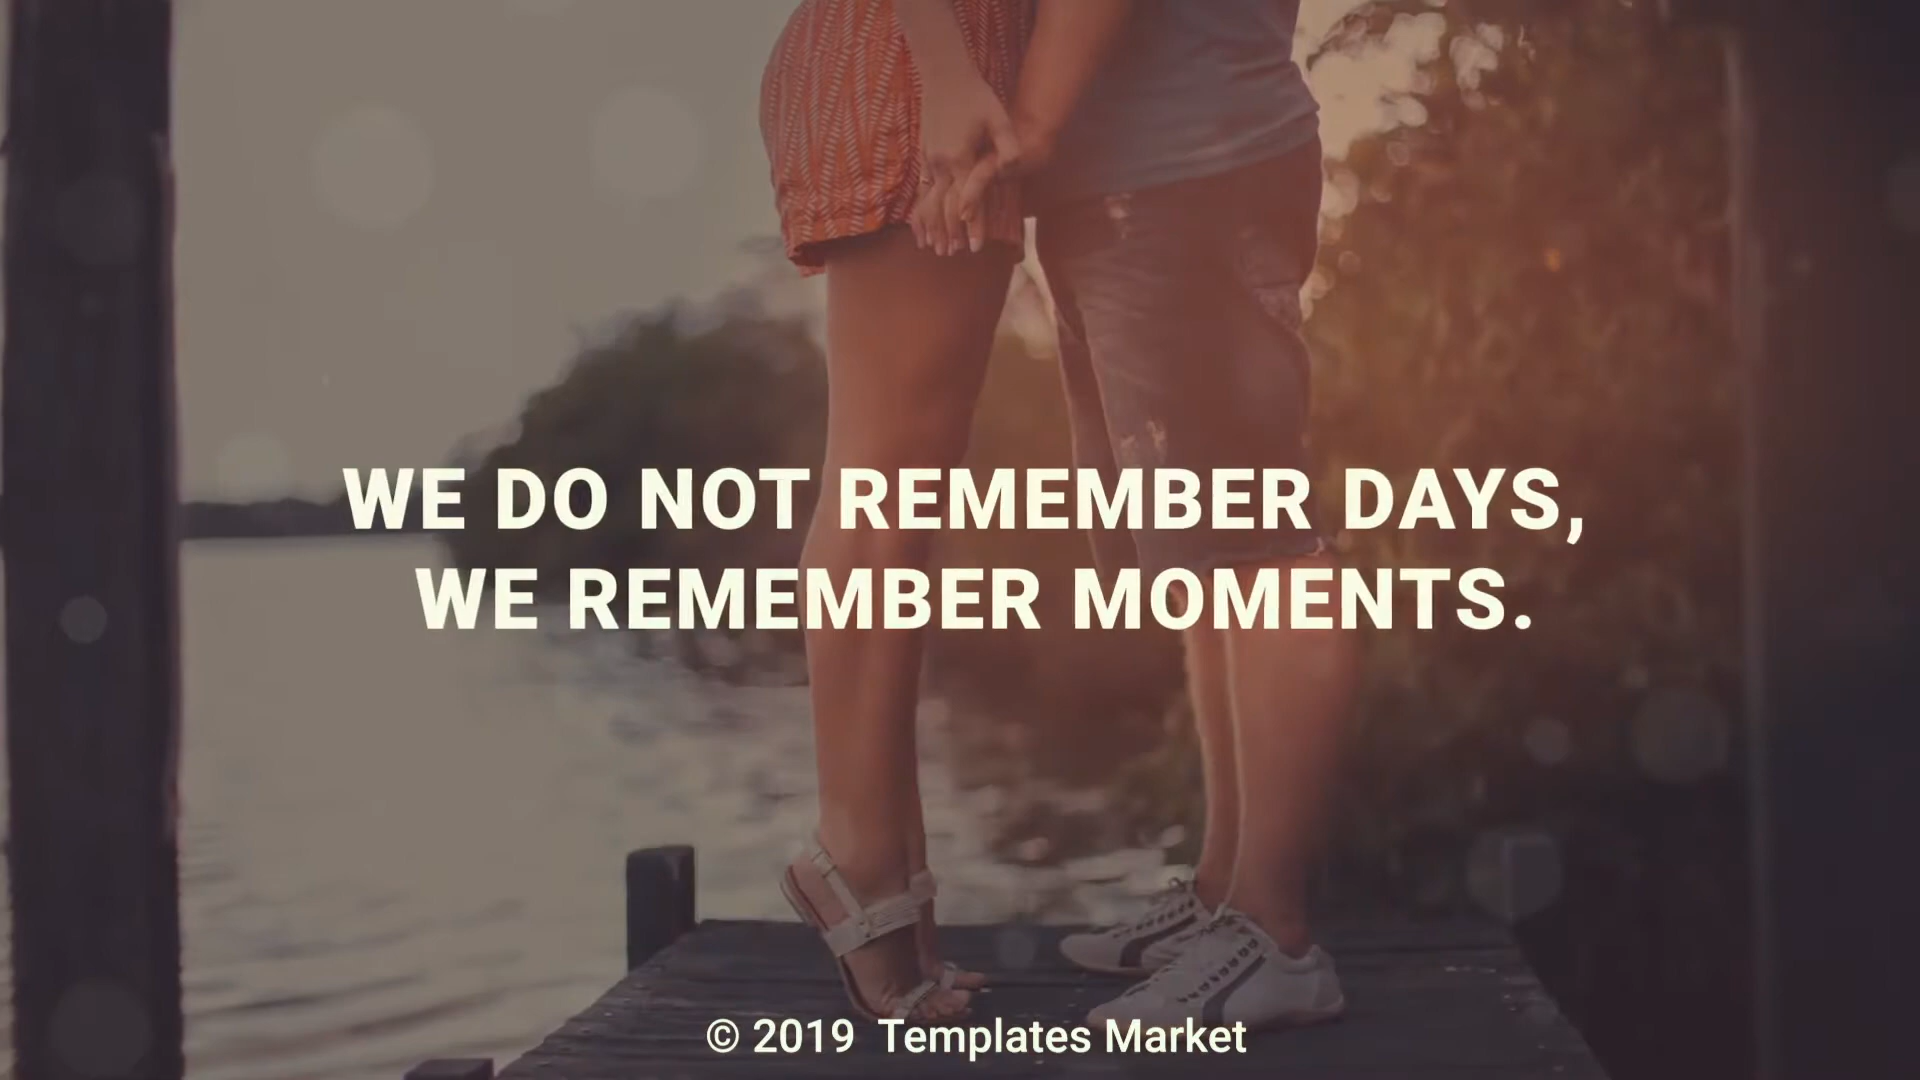 WE DO NOT REMEMBER DAYS,
WE REMEMBER MOMENTS.
© 2019 Templates Market